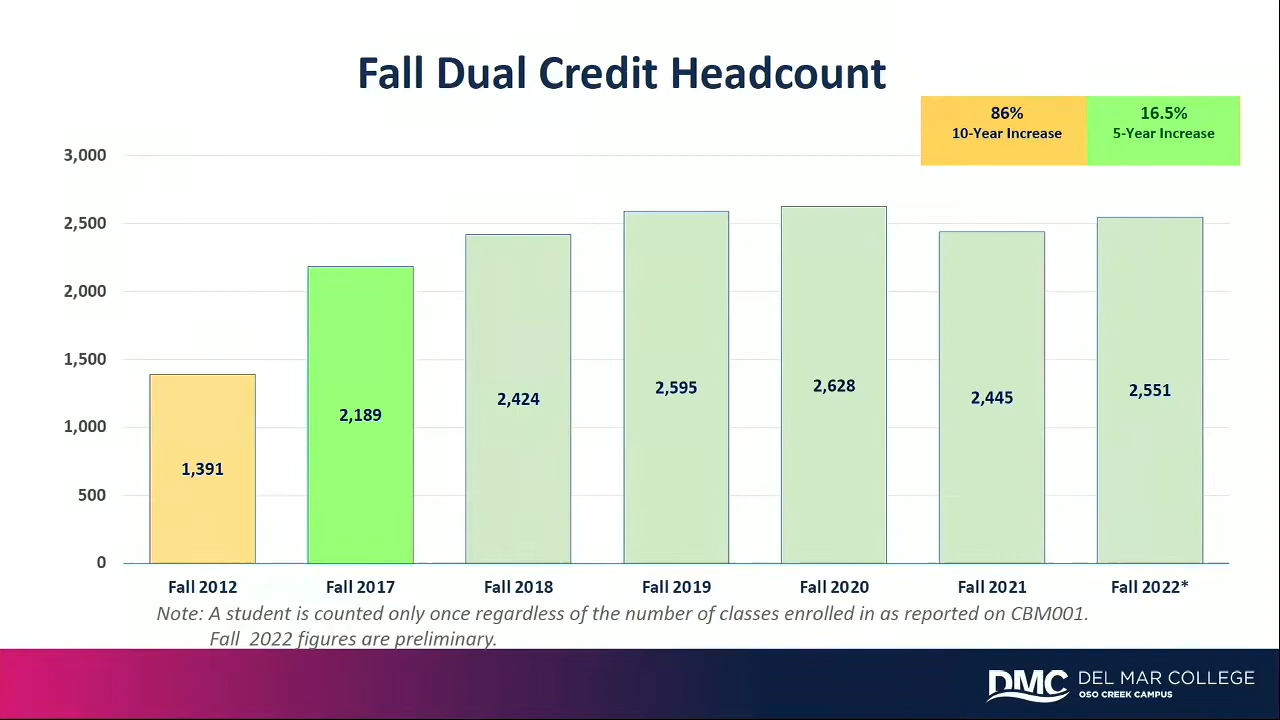 Fall Dual Credit Headcount
86%
10-Year Increase
16.5%
5-Year Increase
3,000
2,500
2,000
1,500
1,000
500
0
1,391
2,189
2,424
2,595
2,628
2,445
2,551
Fall 2012
Fall 2017
Fall 2018
Fall 2019
Fall 2020
Fall 2021
Fall 2022*
Note: A student is counted only once regardless of the number of classes enrolled in as reported on CBM001.
Fall 2022 figures are preliminary.
DMC DEL MAR COLLEGE
OSO CREEK CAMPUS